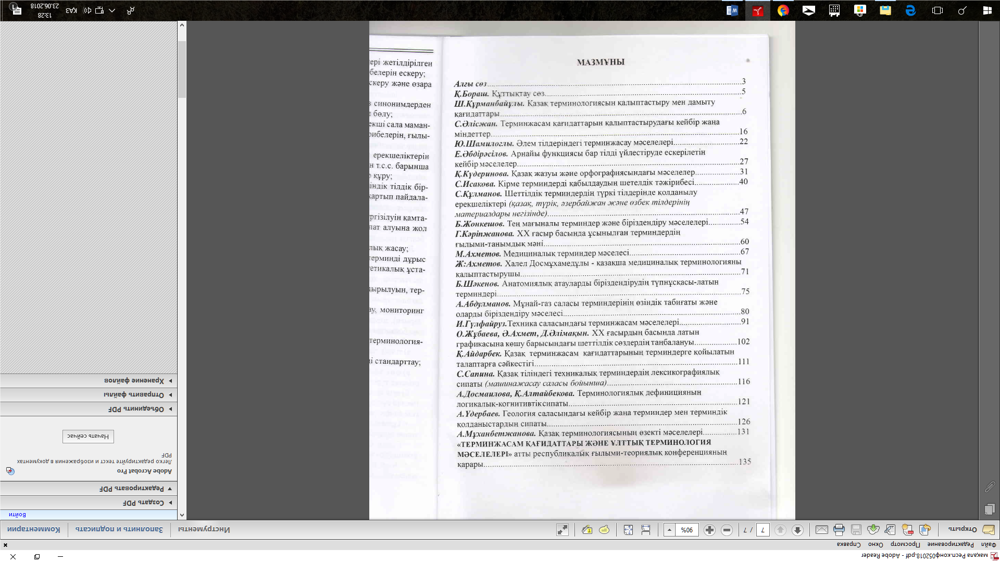 МАЗМҰНЫ
Алғы сөз 3
Қ.Бораш. Құттықтау сөз 5
Ш.Құрманбайұлы. Қазақ терминологиясын қалыптастыру мен дамыту
қағидаттары 6
С.Әлісжан. Терминжасам қағидаттарын қалыптастырудағы кейбір жаңа
міндеттер 16
Ю.Шамилоглы. Әлем тілдеріндегі терминжасау мәселелері 22
Е.Әбдірәсілов. Арнайы функциясы бар тілді үйлестіруде ескерілетін
кейбір мәселелер 27
Қ.Күдеринова. Қазақ жазуы және орфографиясындағы мәселелер 31
С.Исакова. Кірме терминдерді қабылдаудың шетелдік тәжірибесі 40
С.Құлманов. Шеттілдік терминдердің түркі тілдерінде қолданылу
ерекшеліктері (қазақ, түрік, әзербайжан және өзбек тілдерінің
материалдары негізінде) 47
Б.Жонкешов. Тең мағыналы терминдер және біріздендіру мәселелері 54
Г.Кәріпжанова. ХХ ғасыр басында ұсынылған терминдердің
ғылыми-танымдық мәні 60
М.Ахметов. Медициналық терминдер мәселесі 67
Ж:Ахметов. Халел Досмұхамедұлы - қазақша медициналық терминологияны
қалыптастырушы 71
Б.Шәкенов. Анатомиялық атауларды біріздендірудің түпнұсқасы-латын
терминдері 75
А.Абдулманов. Мұнай-газ саласы терминдерінің өзіндік табиғаты және
оларды біріздендіру мәселесі 80
И.Гүлфайруз.Техника саласындағы терминжасам мәселелері 91
О.Жұбаева, Ә.Ахмет, Д.Әлімақын. ХХ ғасырдың басында латын
графикасына көшу барысындағы шеттілдік сөздердің таңбалануы 102
Қ.Айдарбек. Қазақ терминжасам қағидаттарының терминдерге қойылатын
талаптарға сәйкестігі 111
С.Сапина. Қазақ тіліндегі техникалық терминдердің лексикографиялық
сипаты (машинажасау саласы бойынша) 116
А.Досмаилова, Қ.Алтайбекова. Терминологиялық дефиницияның
логикалық-когнитивтік сипаты 121
А.Үдербаев. Геология саласындағы кейбір жаңа терминдер мен терминдік
қолданыстардың сипаты 126
А.Мұханбетжанова. Қазақ терминологиясының өзекті мәселелері 131
«ТЕРМИНЖАСАМ ҚАҒИДАТТАРЫ ЖӘНЕ ҰЛТТЫҚ ТЕРМИНОЛОГИЯ
МӘСЕЛЕЛЕРІ» атты республикалық ғылыми-теориялық конференцияның
қарары 135
ері жетілдірілген
белерін ескеру;
скеру және өзара
синонимдерден
бөлу;
екші сала маман-
рибелерін, ғылы-
ерекшеліктерін
н т.с.с. барынша
құру;
індік тілдік бір-
қартып пайдала-
ргізілуін қамта-
пат алуына жол
лық жасау;
терминді дұрыс
етикалық ұста-
дырылуын, тер-
ау, мониторинг
терминология-
і стандарттау;
мақала Респ.конф052018.pdf - Adobe Reader
Файл Редактирование Просмотр Окно Справка
Открыть 7 / 7 90% Инструменты Заполнить и подписать Комментарии
Войти
Создать PDF
Редактировать PDF
Adobe Acrobat Pro
Легко редактируйте текст и изображения в документах
PDF
Начать сейчас
Объединить PDF
Отправить файлы
Хранение файлов
ҚАЗ
13:28
23.06.2018
1